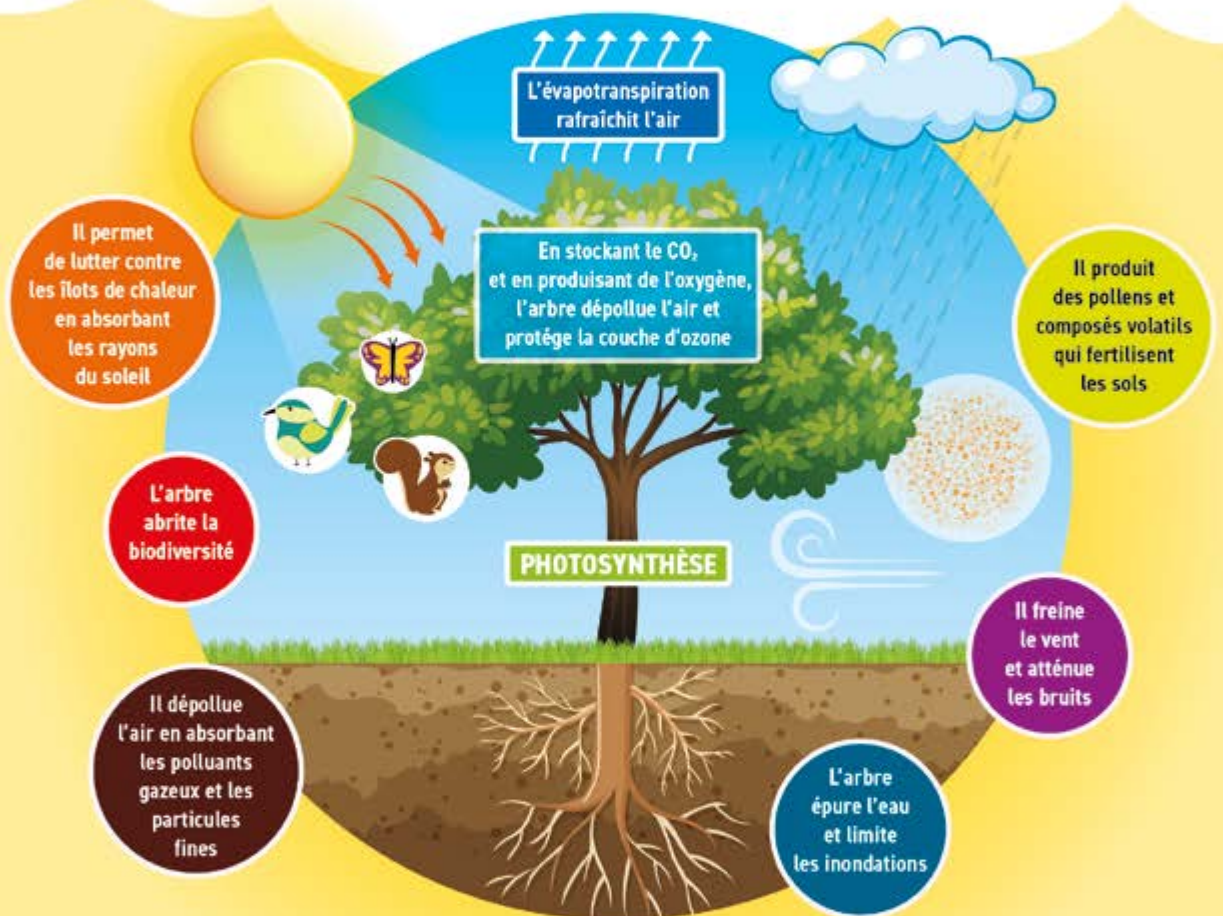 L'évapotranspiration
rafraîchit l'air
Il permet
de lutter contre
les îlots de chaleur
en absorbant
les rayons
du soleil
En stockant le CO₂
et en produisant de l'oxygène,
l'arbre dépollue l'air et
protége la couche d'ozone
Il produit
des pollens et
composés volatils
qui fertilisent
les sols
L'arbre
abrite la
biodiversité
PHOTOSYNTHÈSE
Il freine
le vent
et atténue
les bruits
Il dépollue
l'air en absorbant
les polluants
gazeux et les
particules
fines
L'arbre
épure l'eau
et limite
les inondations